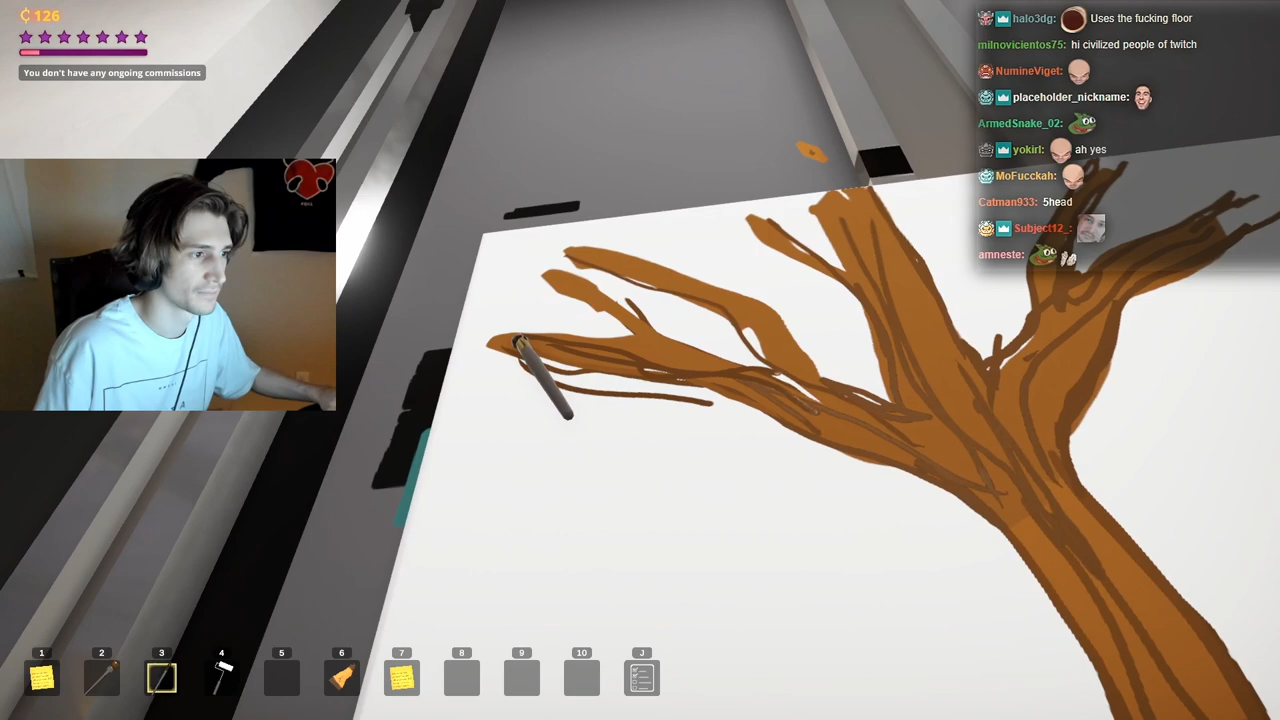 126
You don't have any ongoing commissions
halo3dg: Uses the fucking floor
milnovicientos75: hi civilized people of twitch
NumineViget:
placeholder_nickname:
ArmedSnake_02:
yokirl: ah yes
MoFucckah:
Catman933: 5head
Subject12_:
amneste:
1 2 3 4 5 6 7 8 9 10 J